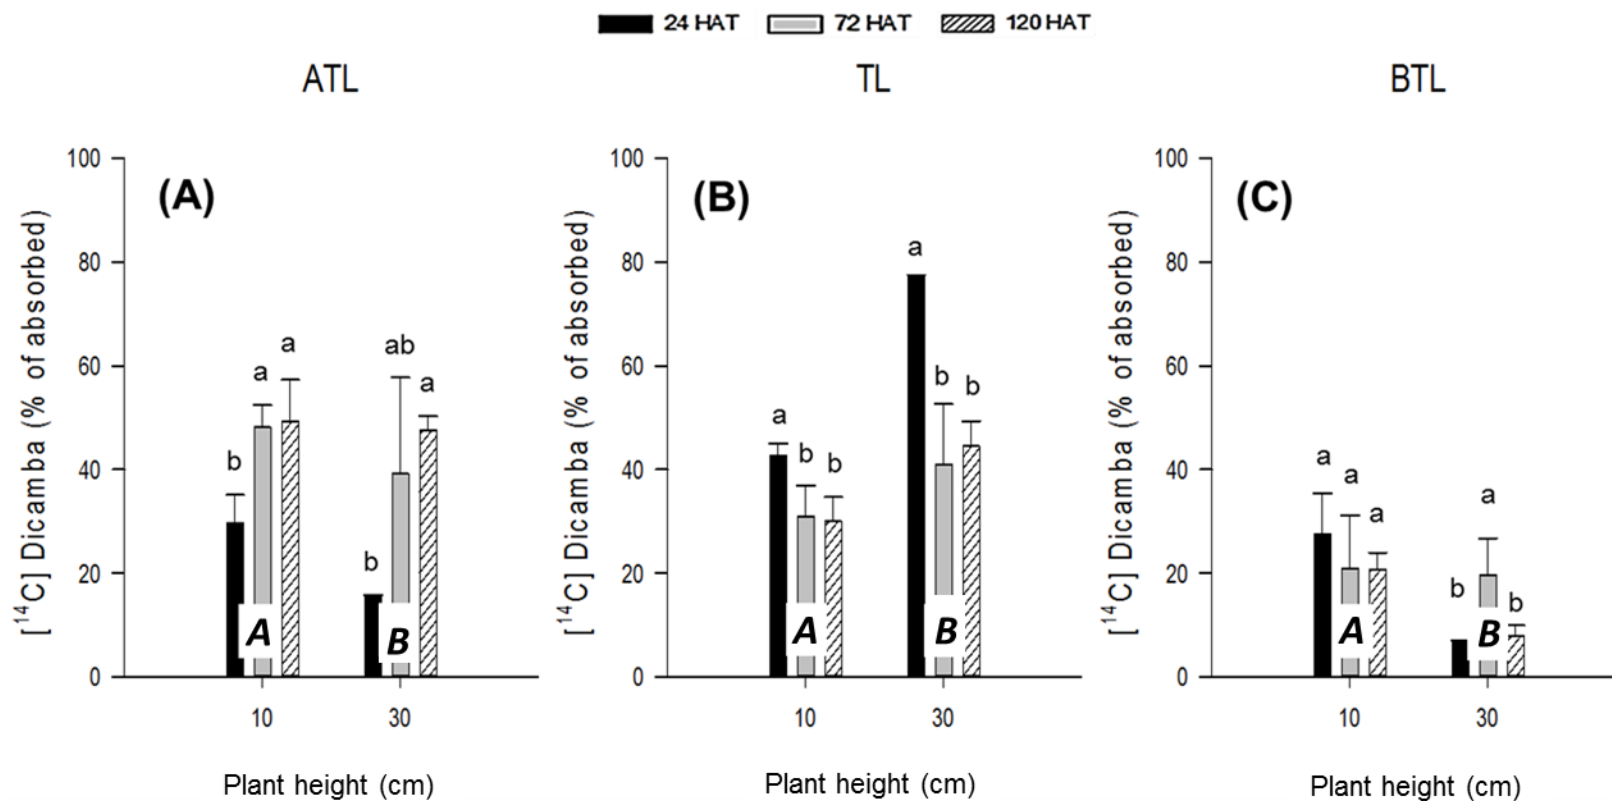 24 HAT 72 HAT 120 HAT
ATL
TL
BTL
(A)
[14C] Dicamba (% of absorbed)
100
80
60
40
20
0
b
a
a
b
ab
a
A
B
10
30
Plant height (cm)
(B)
[14C] Dicamba (% of absorbed)
100
80
60
40
20
0
a
b
b
a
b
b
A
B
10
30
Plant height (cm)
(C)
[14C] Dicamba (% of absorbed)
100
80
60
40
20
0
a
a
a
b
a
b
A
B
10
30
Plant height (cm)